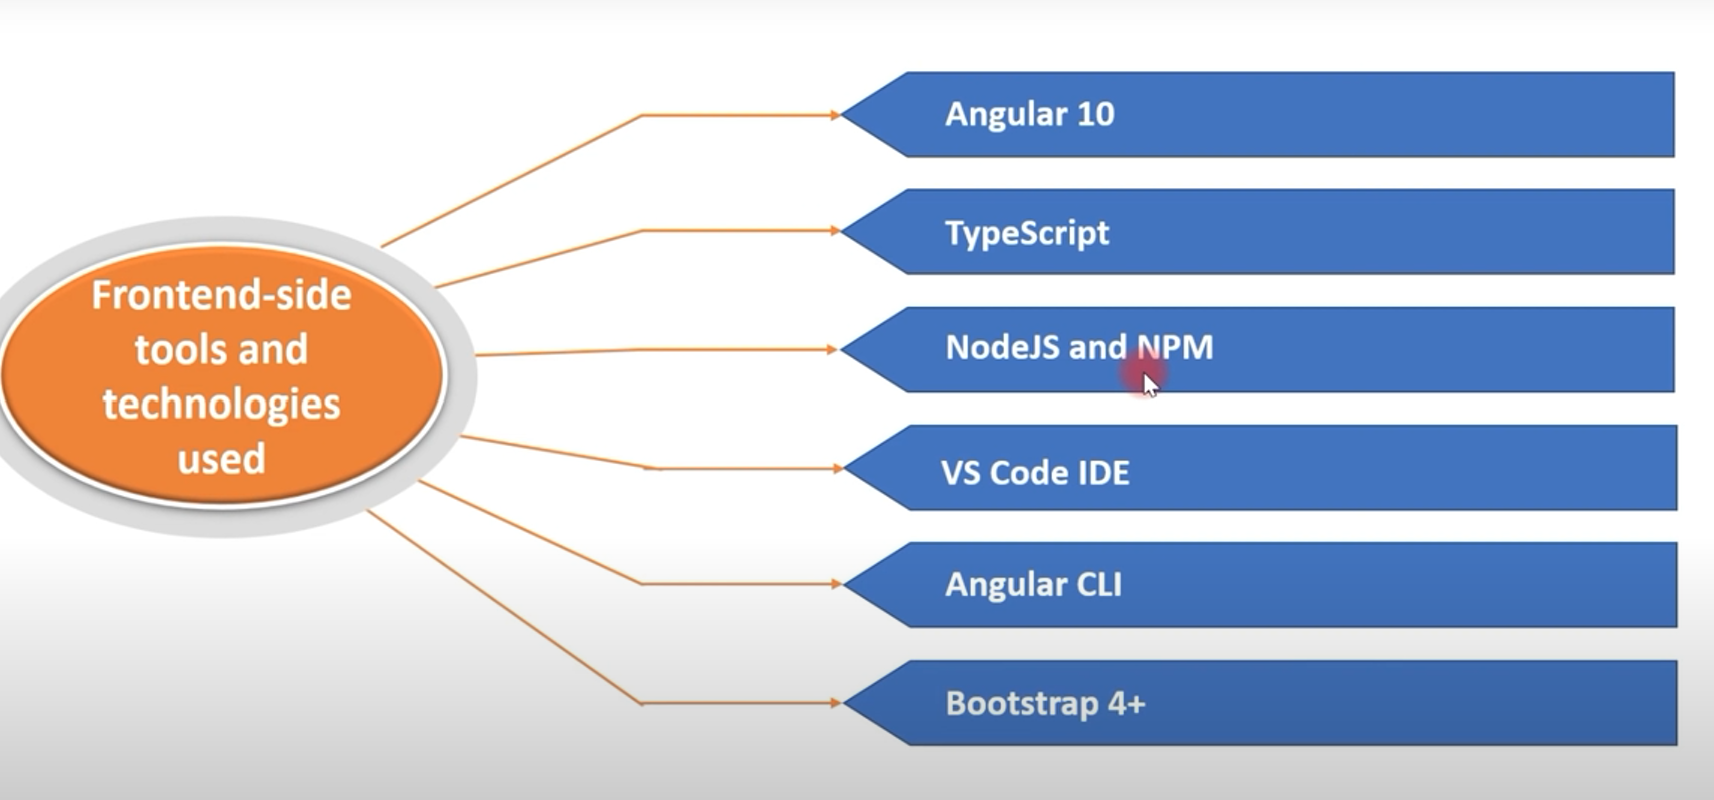 Frontend-side
tools and
technologies
used
Angular 10
TypeScript
NodeJS and NPM
VS Code IDE
Angular CLI
Bootstrap 4+